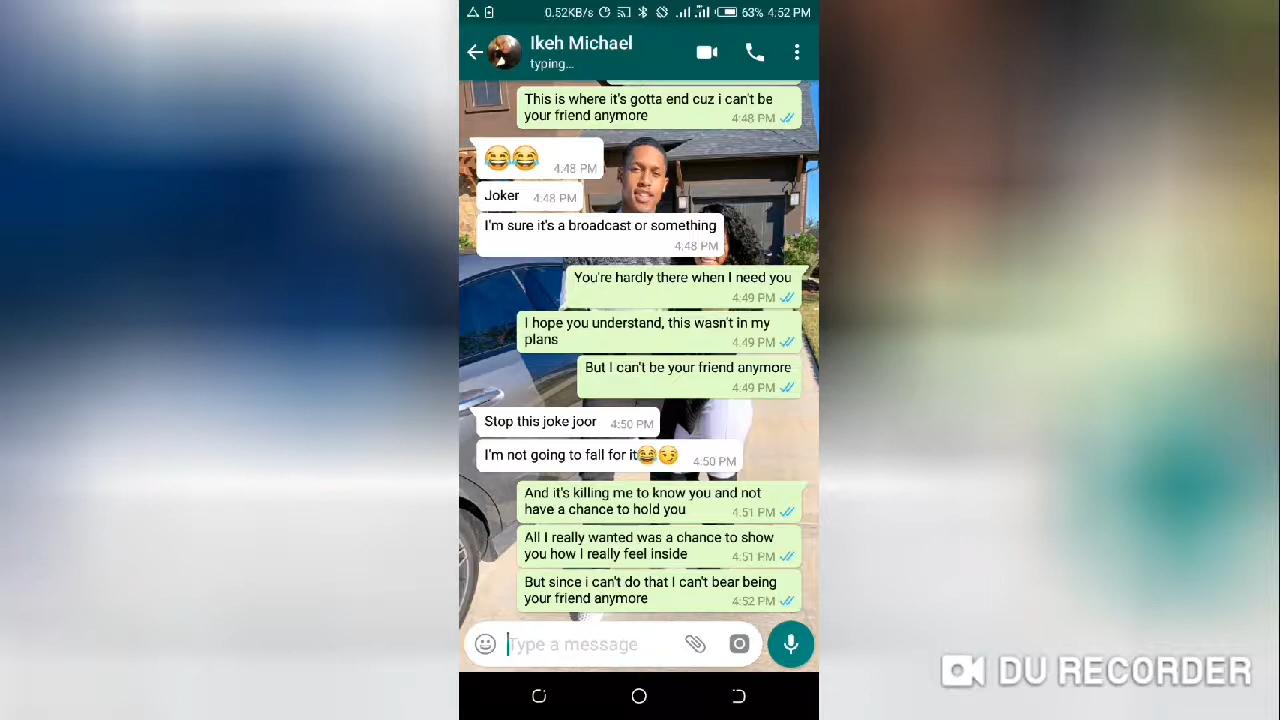 0.52KB/s 63% 4:52 PM
Ikeh Michael
typing...
This is where it's gotta end cuz i can't be
your friend anymore
4:48 PM
😂😂 4:48 PM
Joker 4:48 PM
I'm sure it's a broadcast or something
4:48 PM
You're hardly there when I need you
4:49 PM
I hope you understand, this wasn't in my
plans 4:49 PM
But I can't be your friend anymore
4:49 PM
Stop this joke joor 4:50 PM
I'm not going to fall for it😂😏 4:50 PM
And it's killing me to know you and not
have a chance to hold you 4:51 PM
All I really wanted was a chance to show
you how I really feel inside 4:51 PM
But since i can't do that I can't bear being
your friend anymore 4:52 PM
Type a message
DU RECORDER